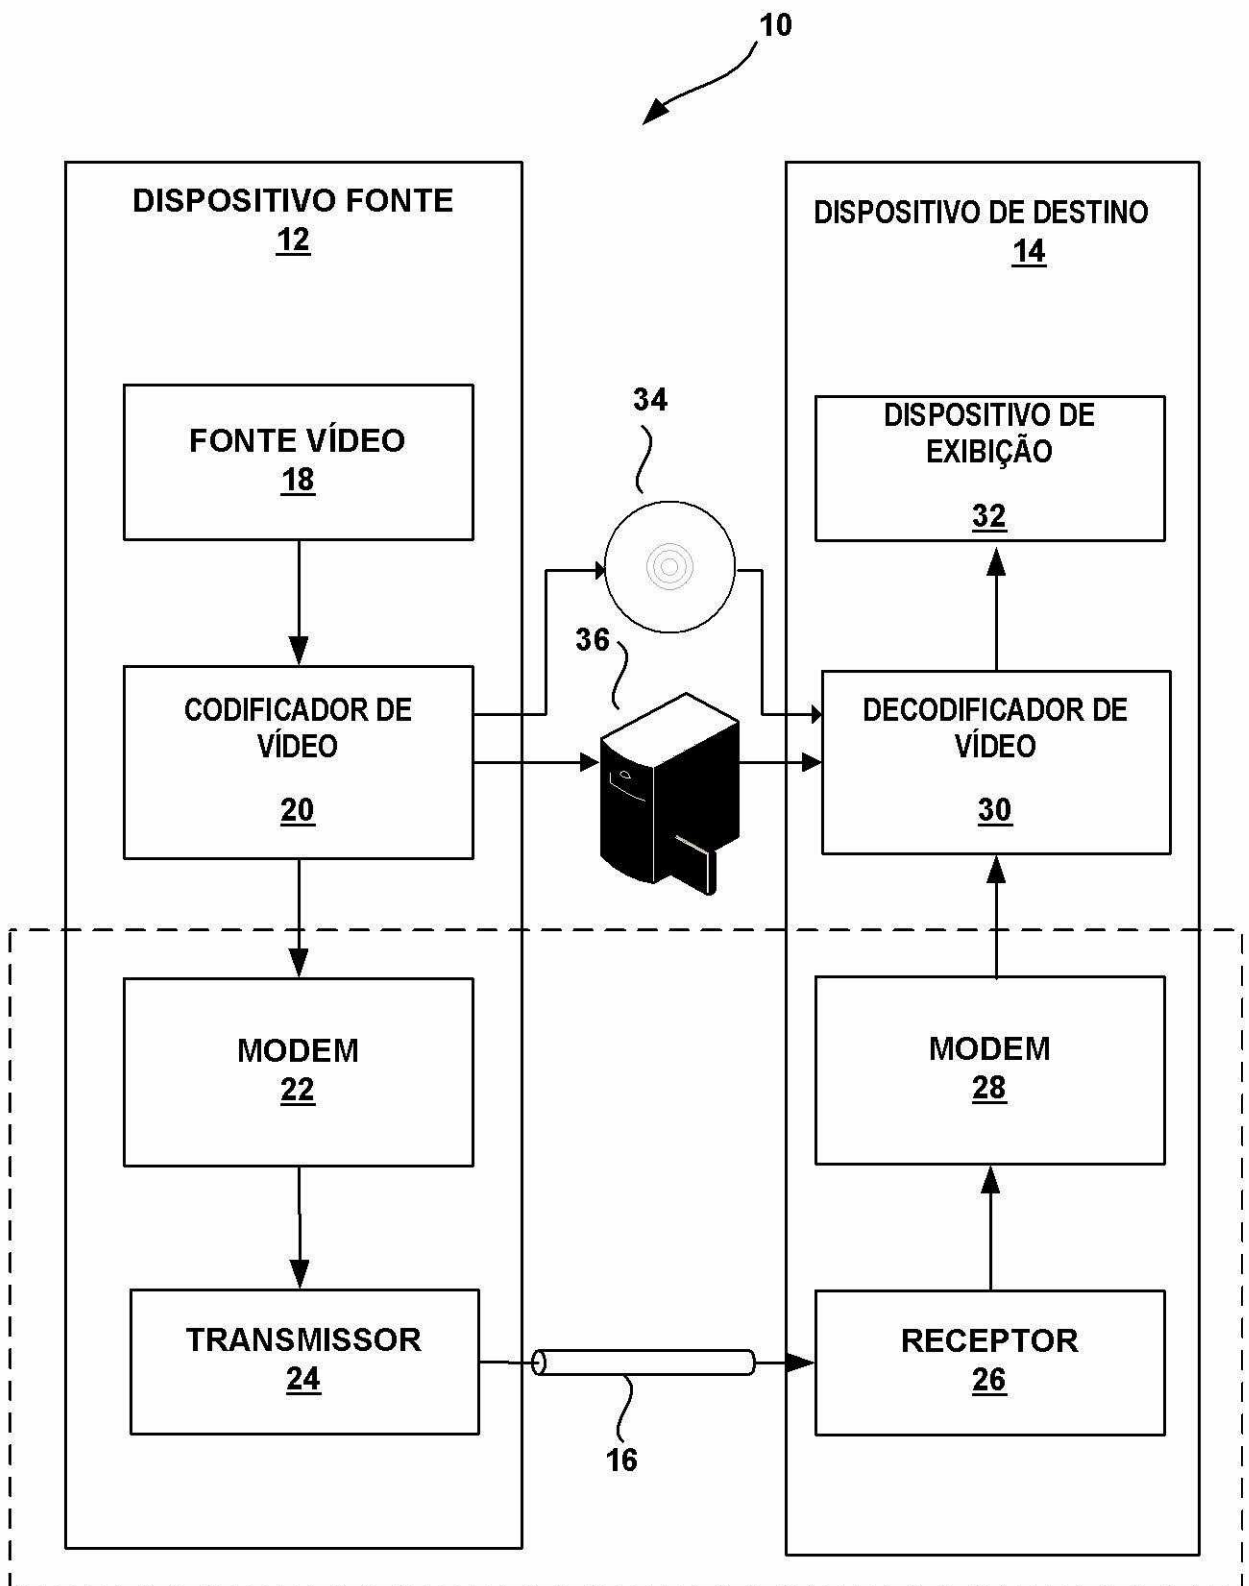 10
DISPOSITIVO FONTE
12
DISPOSITIVO DE DESTINO
14
FONTE VÍDEO
18
34
DISPOSITIVO DE
EXIBIÇÃO
32
36
CODIFICADOR DE
VÍDEO
20
DECODIFICADOR DE
VÍDEO
30
MODEM
22
MODEM
28
TRANSMISSOR
24
RECEPTOR
26
16